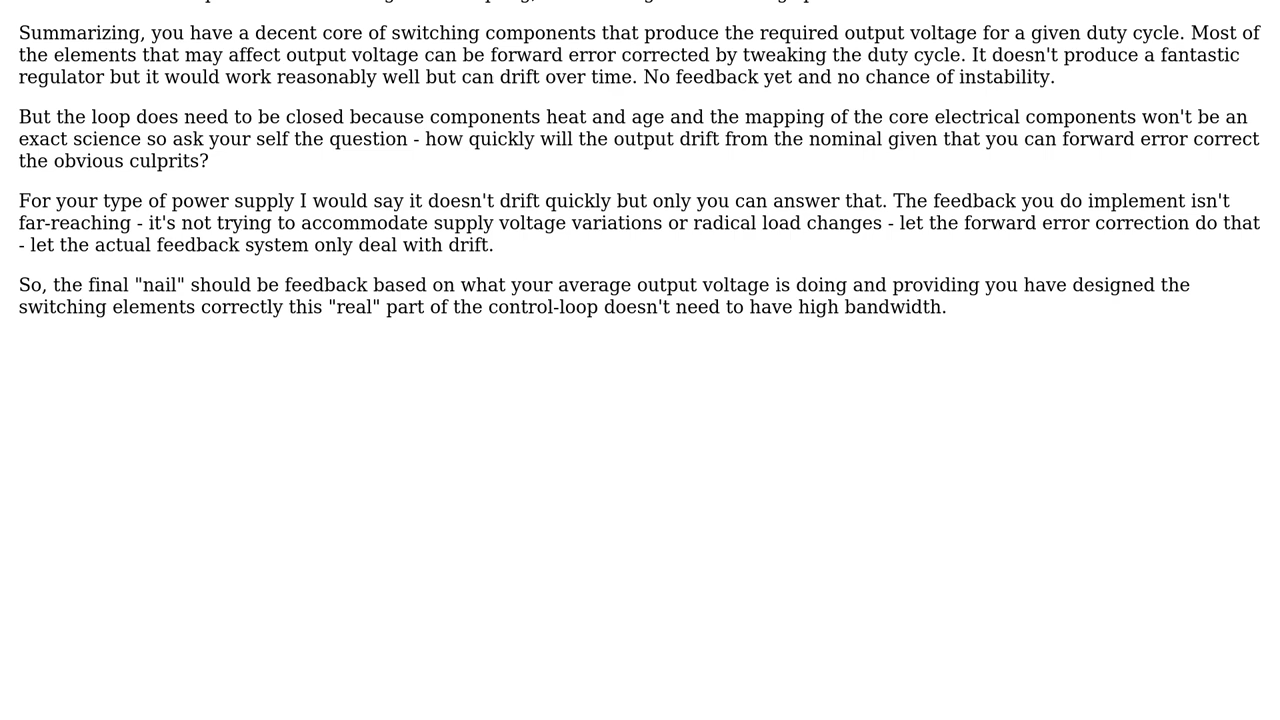 Summarizing, you have a decent core of switching components that produce the required output voltage for a given duty cycle. Most of
the elements that may affect output voltage can be forward error corrected by tweaking the duty cycle. It doesn't produce a fantastic
regulator but it would work reasonably well but can drift over time. No feedback yet and no chance of instability.
But the loop does need to be closed because components heat and age and the mapping of the core electrical components won't be an
exact science so ask your self the question - how quickly will the output drift from the nominal given that you can forward error correct
the obvious culprits?
For your type of power supply I would say it doesn't drift quickly but only you can answer that. The feedback you do implement isn't
far-reaching - it's not trying to accommodate supply voltage variations or radical load changes - let the forward error correction do that
- let the actual feedback system only deal with drift.
So, the final "nail" should be feedback based on what your average output voltage is doing and providing you have designed the
switching elements correctly this "real" part of the control-loop doesn't need to have high bandwidth.